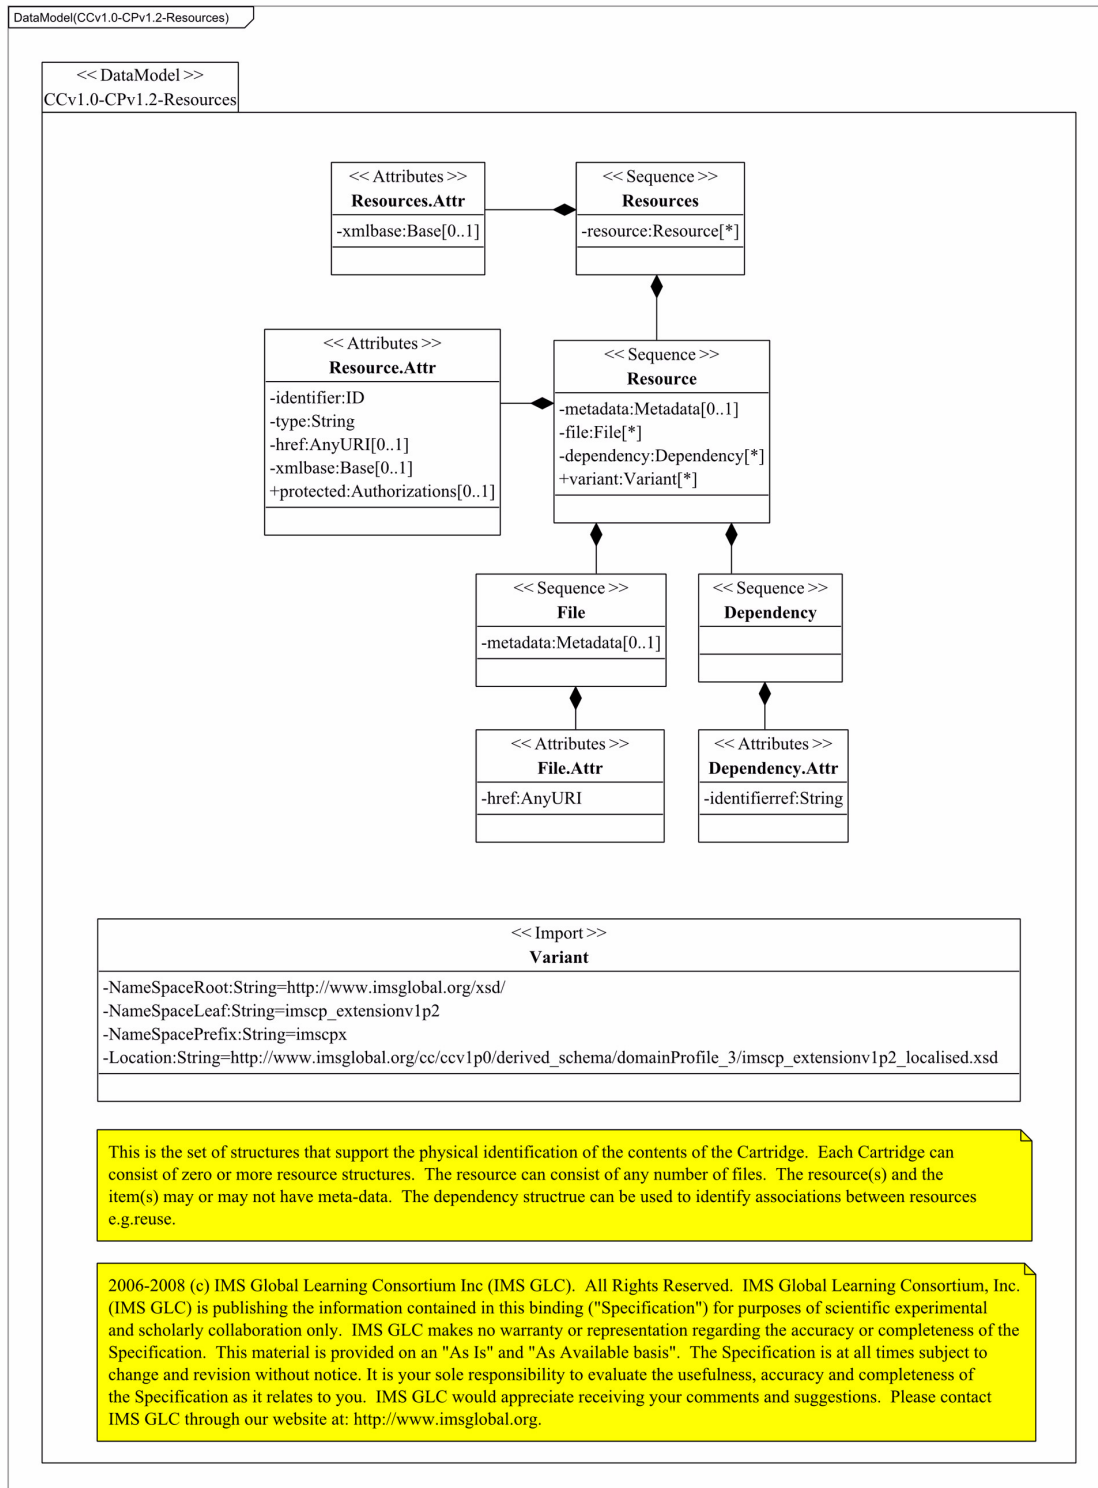 DataModel(CCv1.0-CPv1.2-Resources)
<< DataModel >>
CCv1.0-CPv1.2-Resources
<< Attributes >>
Resources.Attr
-xmlbase:Base[0..1]
<< Sequence >>
Resources
-resource:Resource[*]
<< Attributes >>
Resource.Attr
-identifier:ID
-type:String
-href:AnyURI[0..1]
-xmlbase:Base[0..1]
+protected:Authorizations[0..1]
<< Sequence >>
Resource
-metadata:Metadata[0..1]
-file:File[*]
-dependency:Dependency[*]
+variant:Variant[*]
<< Sequence >>
File
-metadata:Metadata[0..1]
<< Sequence >>
Dependency
<< Attributes >>
File.Attr
-href:AnyURI
<< Attributes >>
Dependency.Attr
-identifierref:String
<< Import >>
Variant
-NameSpaceRoot:String=http://www.imsglobal.org/xsd/
-NameSpaceLeaf:String=imscp_extensionv1p2
-NameSpacePrefix:String=imscpx
-Location:String=http://www.imsglobal.org/cc/ccv1p0/derived_schema/domainProfile_3/imscp_extensionv1p2_localised.xsd
This is the set of structures that support the physical identification of the contents of the Cartridge.  Each Cartridge can
consist of zero or more resource structures.  The resource can consist of any number of files.  The resource(s) and the
item(s) may or may not have meta-data.  The dependency structrue can be used to identify associations between resources
e.g.reuse.
2006-2008 (c) IMS Global Learning Consortium Inc (IMS GLC).  All Rights Reserved.  IMS Global Learning Consortium, Inc.
(IMS GLC) is publishing the information contained in this binding ("Specification") for purposes of scientific experimental
and scholarly collaboration only.  IMS GLC makes no warranty or representation regarding the accuracy or completeness of the
Specification.  This material is provided on an "As Is" and "As Available basis".  The Specification is at all times subject to
change and revision without notice. It is your sole responsibility to evaluate the usefulness, accuracy and completeness of
the Specification as it relates to you.  IMS GLC would appreciate receiving your comments and suggestions.  Please contact
IMS GLC through our website at: http://www.imsglobal.org.